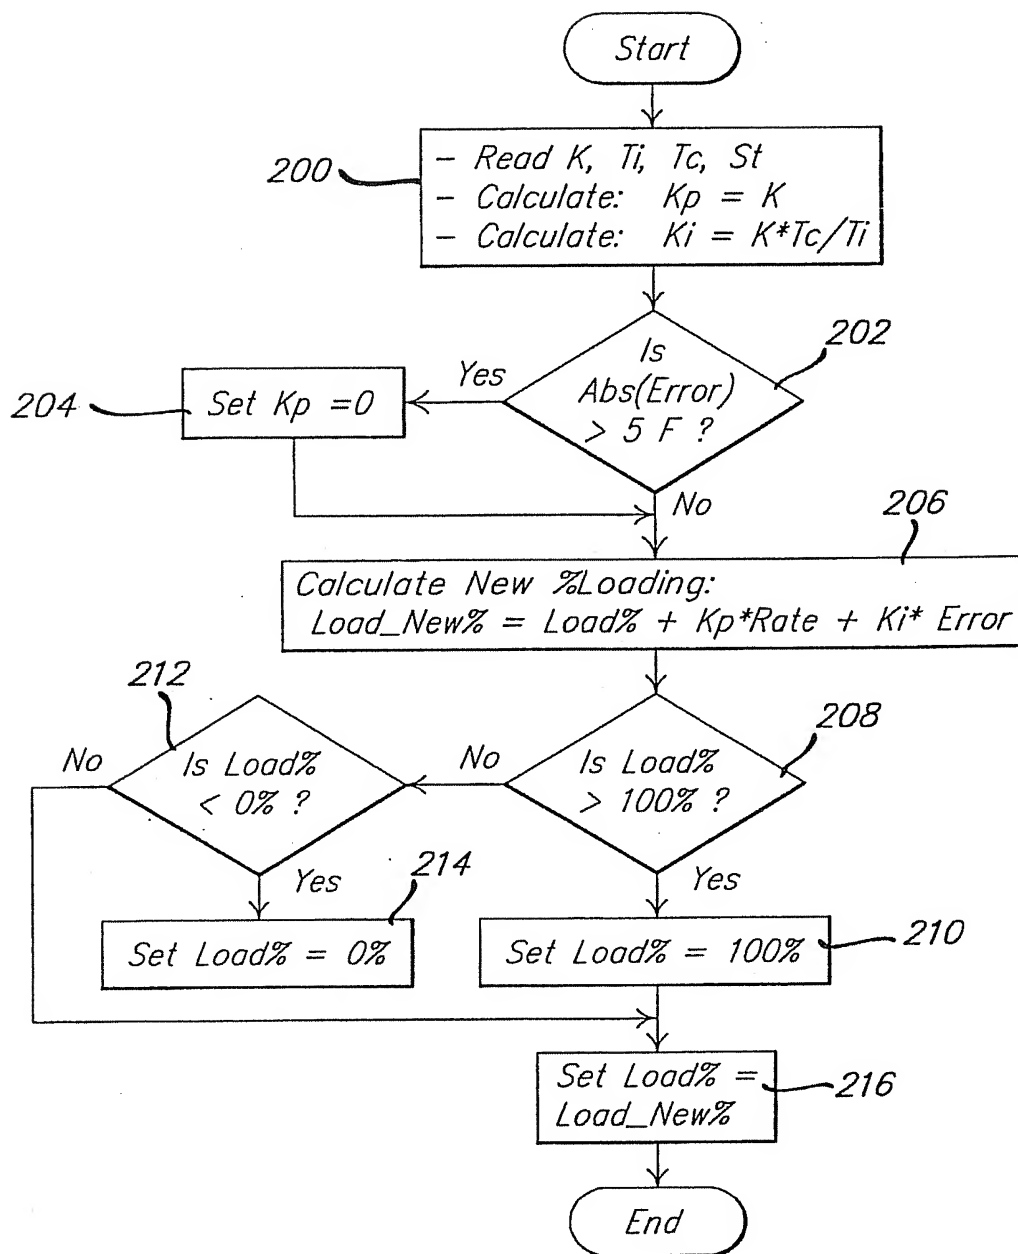 Start
200
- Read K, Ti, Tc, St
- Calculate: Kp = K
- Calculate: Ki = K*Tc/Ti
202
Is
Abs(Error)
> 5 F ?
Yes
204
Set Kp =0
No
206
Calculate New %Loading:
Load_New% = Load% + Kp*Rate + Ki* Error
212
208
No
Is Load%
< 0% ?
No
Is Load%
> 100% ?
Yes
214
Yes
Set Load% = 0%
Set Load% = 100%
210
Set Load% =
Load_New%
216
End